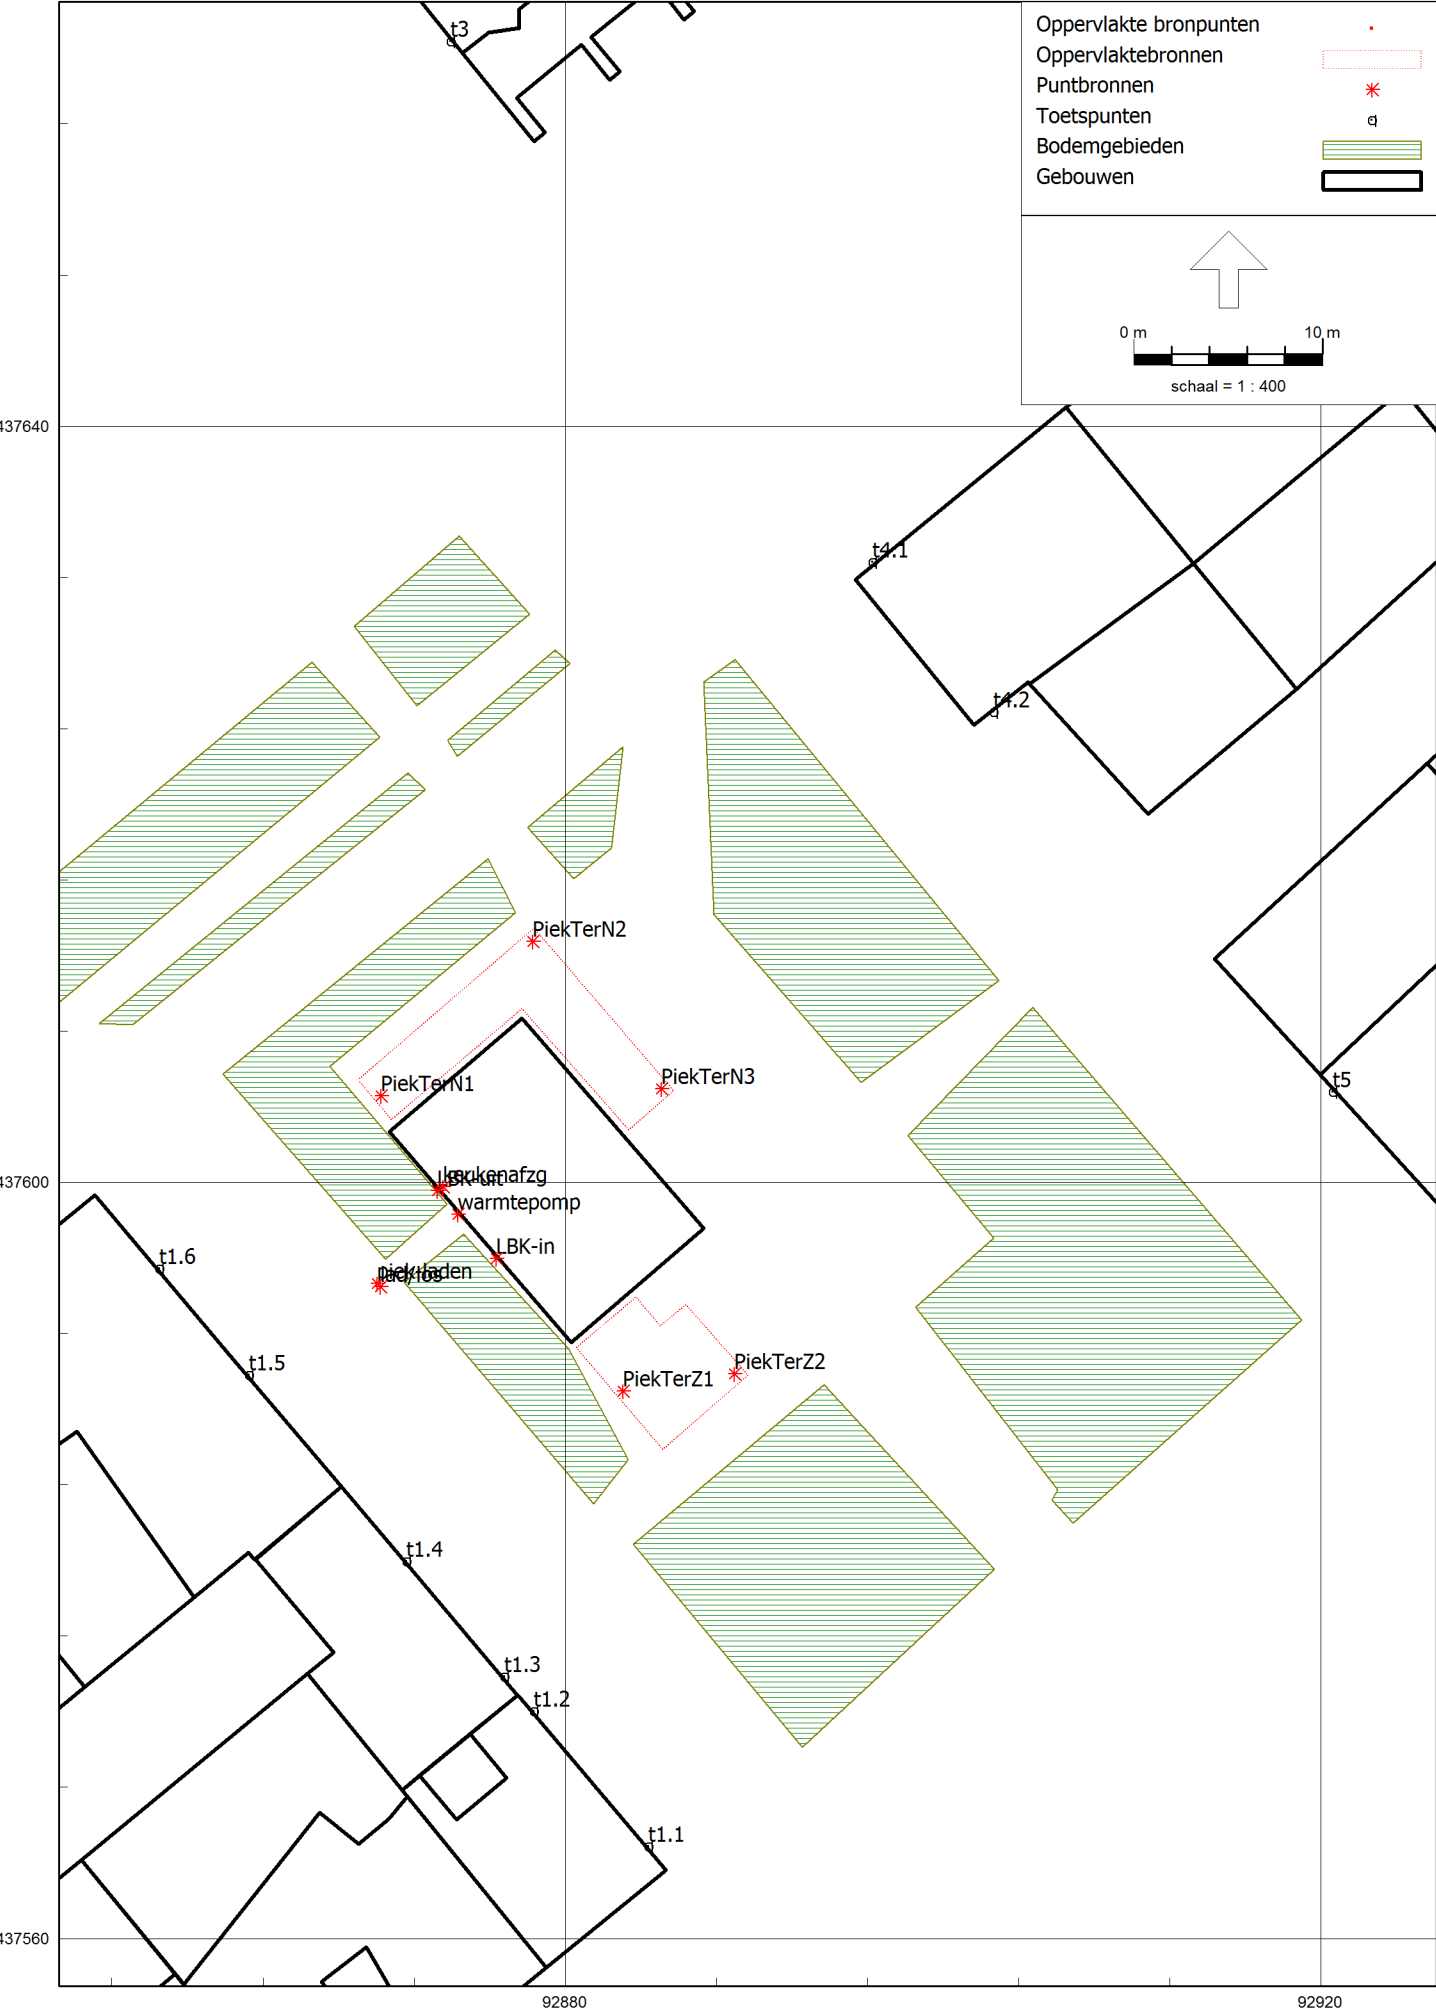 t3
Oppervlakte bronpunten
Oppervlaktebronnen
Puntbronnen
Toetspunten
Bodemgebieden
Gebouwen
0 m 10 m
schaal = 1 : 400
437640
t4.1
t4.2
PiekTerN2
PiekTerN3
PiekTerN1
t5
keukenafzg
437600
warmtepomp
LBK-in
t1.6
t1.5
PiekTerZ2
PiekTerZ1
t1.4
t1.3
t1.2
t1.1
437560
92880 92920